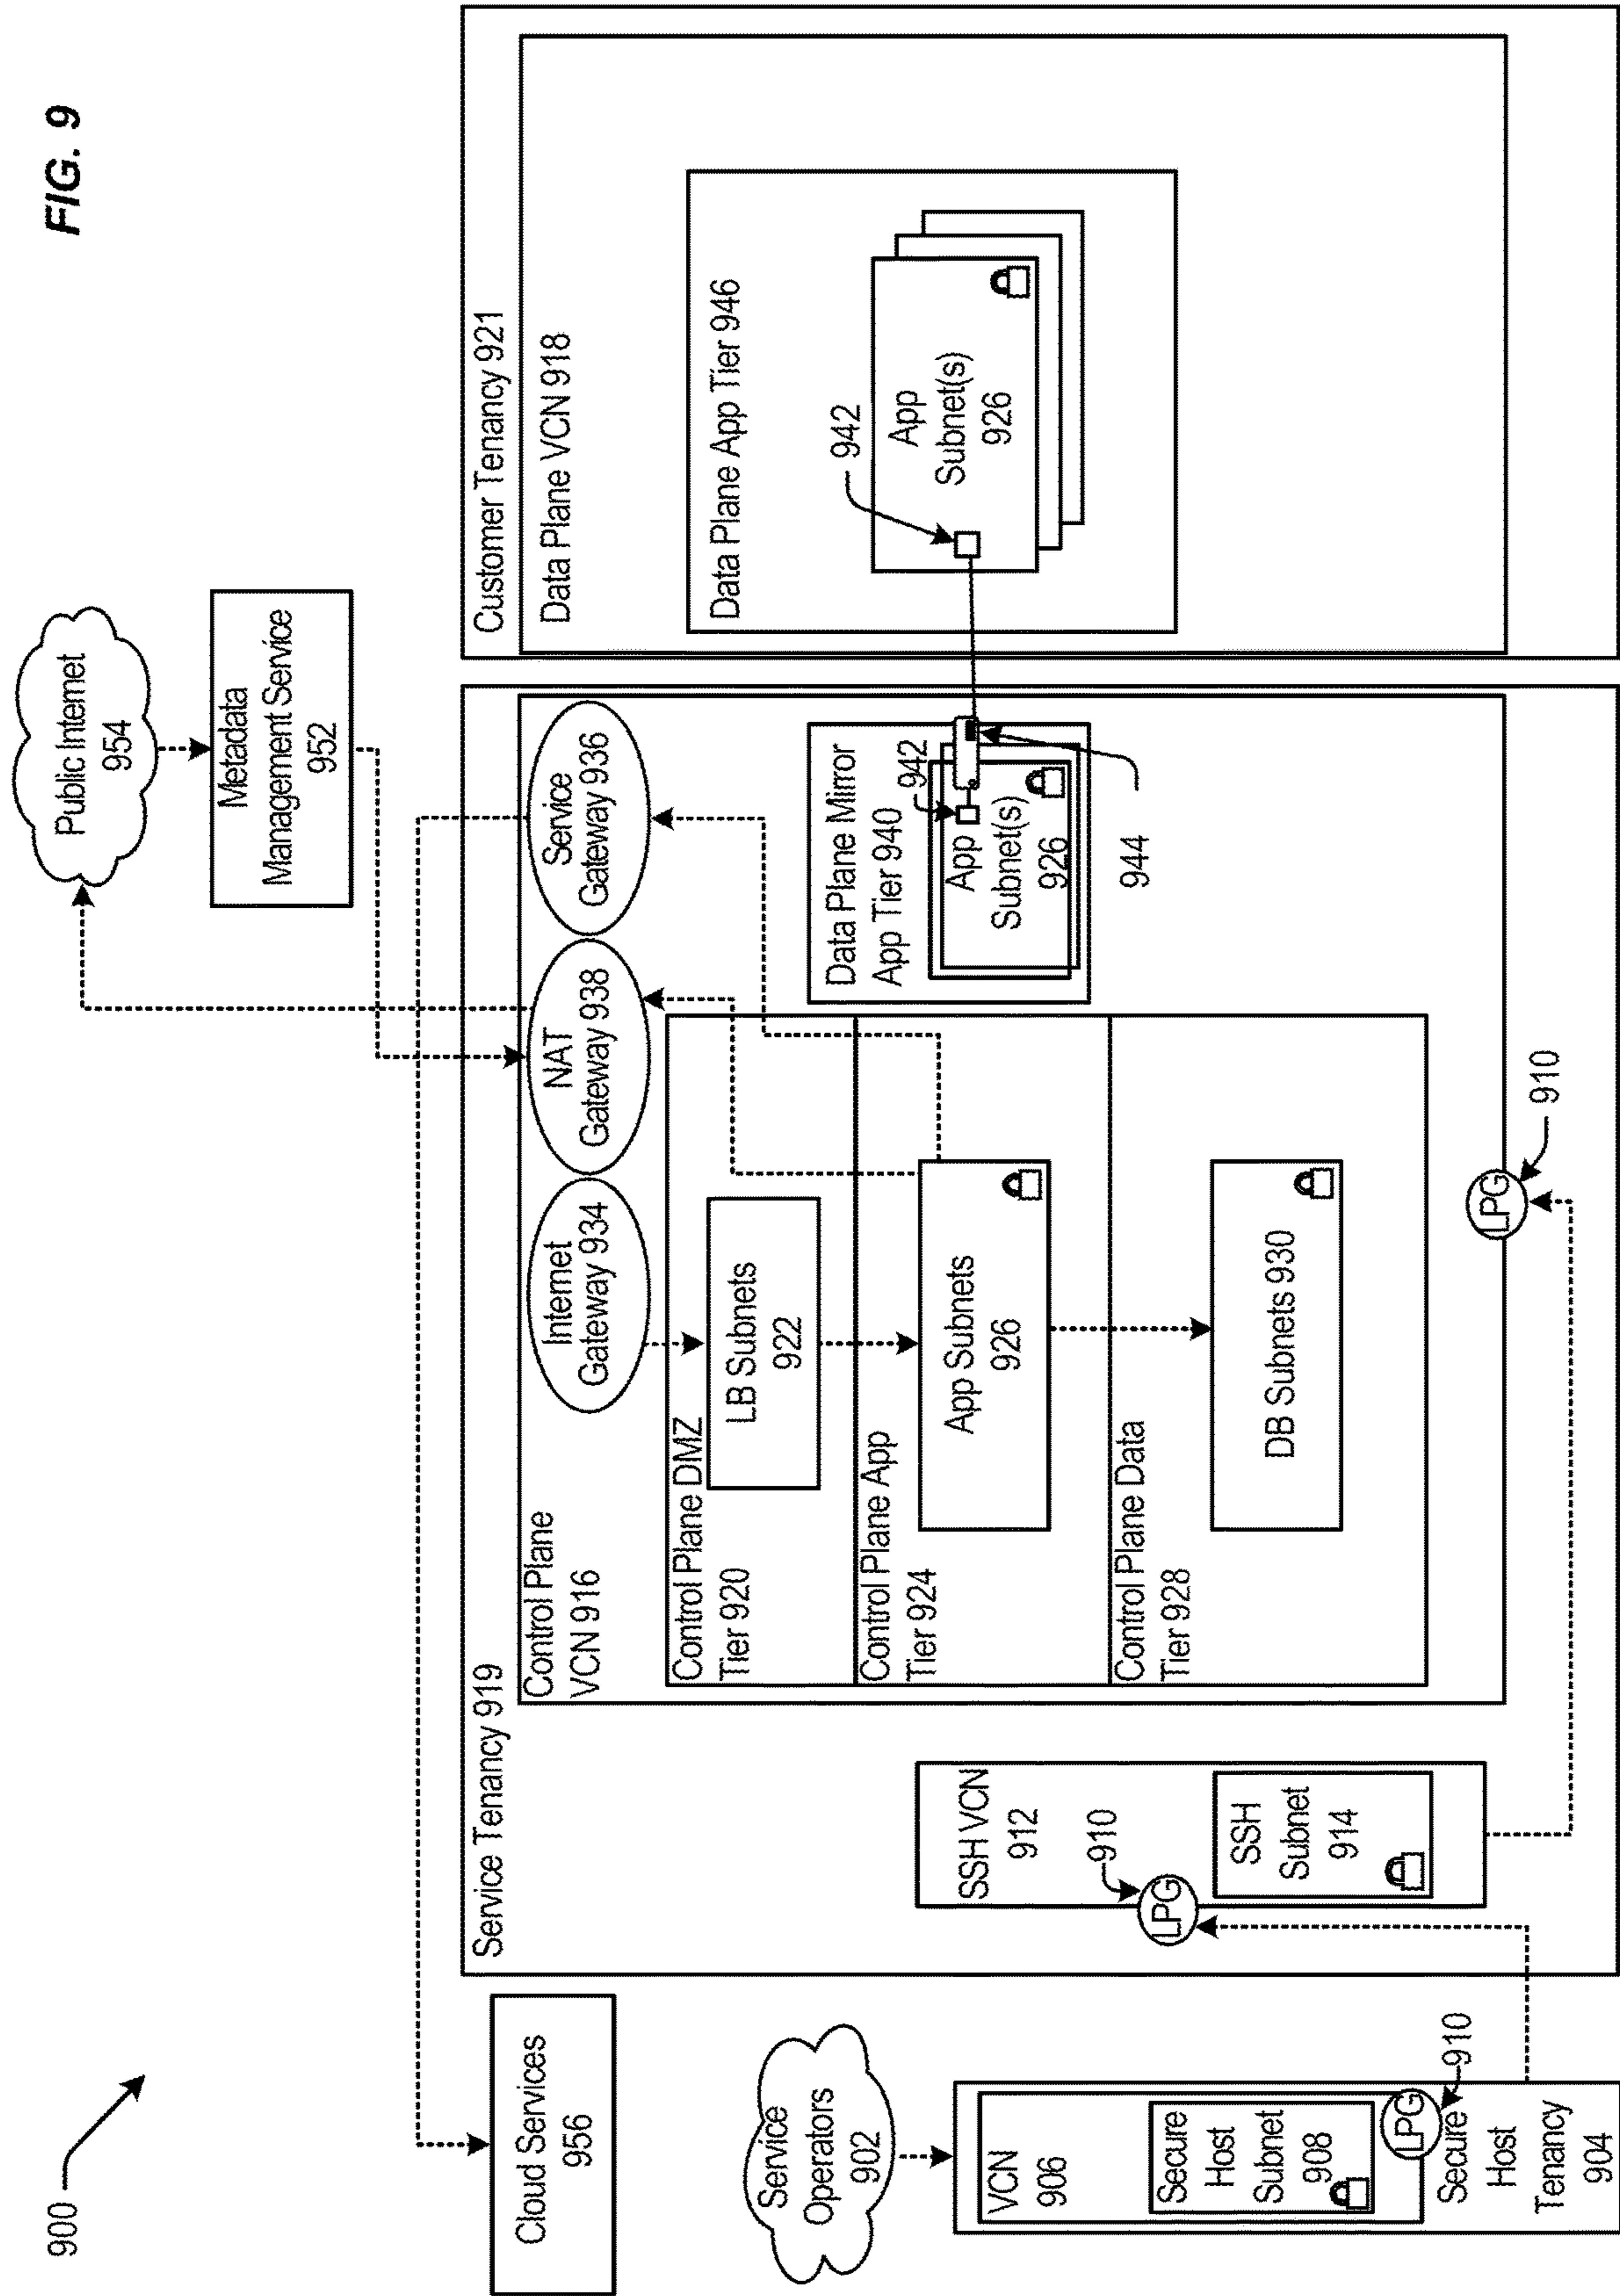 FIG. 9
900
Public Internet
954
Metadata
Management Service
952
Cloud Services
956
Service
Operators
902
VCN
906
Secure
Host
Subnet
908
LPG
910
Secure
Host
Tenancy
904
Service Tenancy 919
SSH VCN
912
910
LPG
SSH
Subnet
914
Control Plane
VCN 916
Internet
Gateway 934
NAT
Gateway 938
Service
Gateway 936
Control Plane DMZ
Tier 920
LB Subnets
922
Control Plane App
Tier 924
App Subnets
926
Control Plane Data
Tier 928
DB Subnets 930
LPG
910
Data Plane Mirror
App Tier 940
942
App
Subnet(s)
926
944
Customer Tenancy 921
Data Plane VCN 918
Data Plane App Tier 946
942
App
Subnet(s)
926